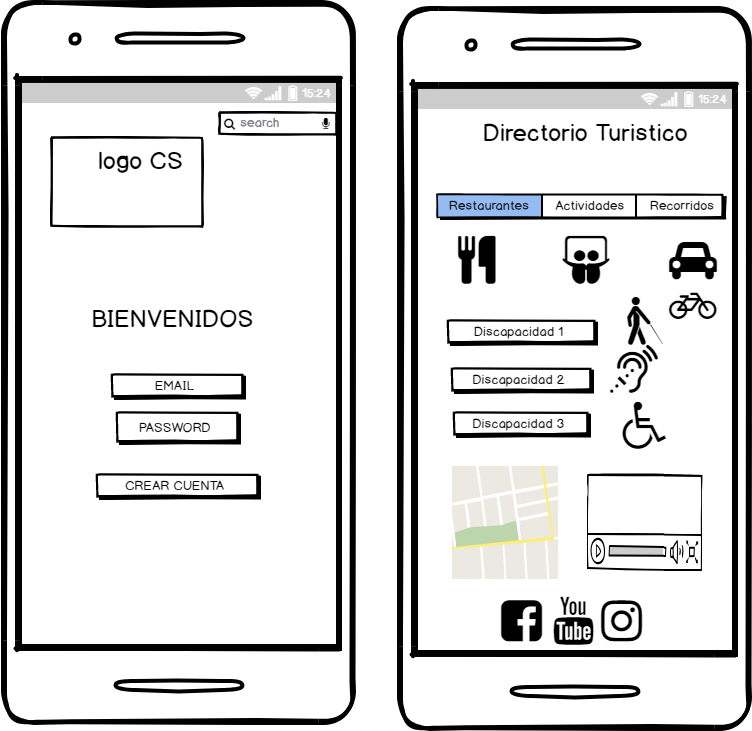 15:24
search
logo CS
BIENVENIDOS
EMAIL
PASSWORD
CREAR CUENTA
15:24
Directorio Turistico
Restaurantes Actividades Recorridos
Discapacidad 1
Discapacidad 2
Discapacidad 3
f You Tube